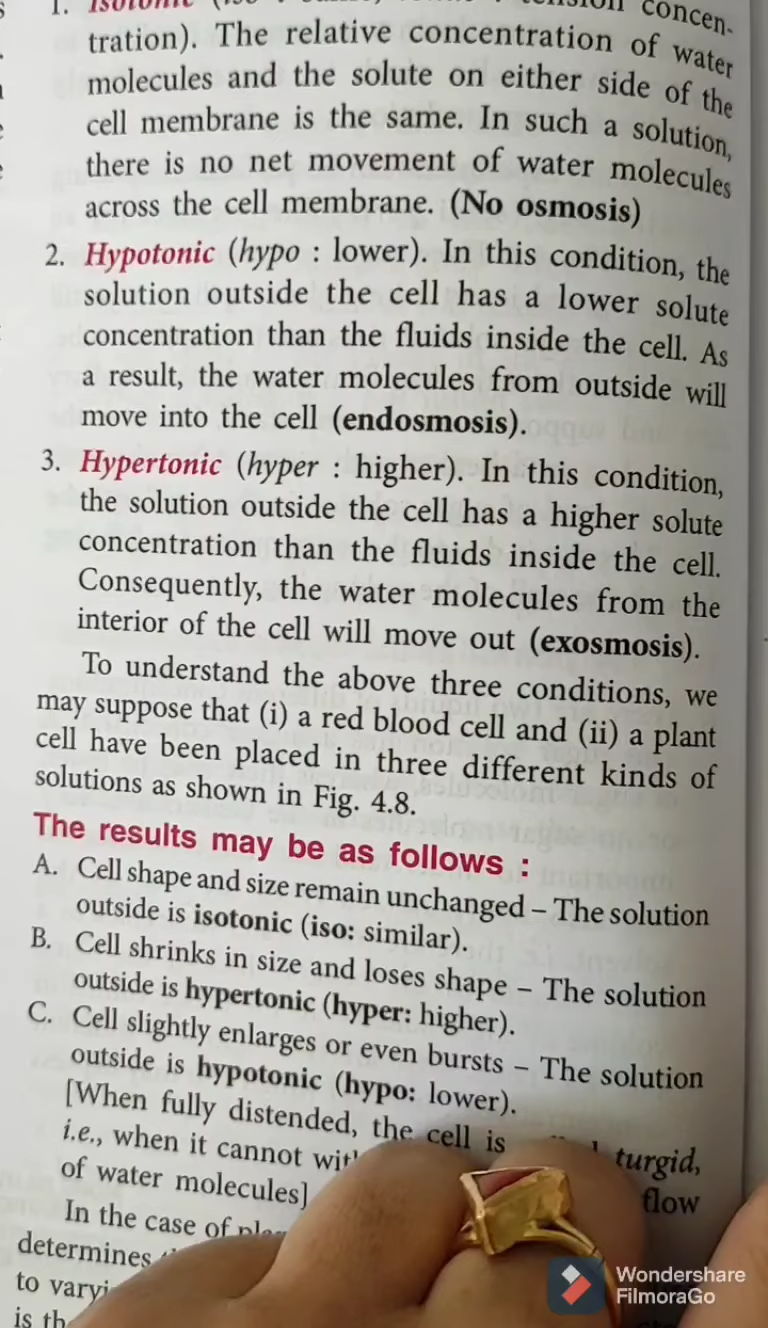 1. Isotonic (iso : concen-
tration). The relative concentration of water
molecules and the solute on either side of the
cell membrane is the same. In such a solution,
there is no net movement of water molecules
across the cell membrane. (No osmosis)
2. Hypotonic (hypo : lower). In this condition, the
solution outside the cell has a lower solute
concentration than the fluids inside the cell. As
a result, the water molecules from outside will
move into the cell (endosmosis).
3. Hypertonic (hyper : higher). In this condition,
the solution outside the cell has a higher solute
concentration than the fluids inside the cell.
Consequently, the water molecules from the
interior of the cell will move out (exosmosis).
To understand the above three conditions, we
may suppose that (i) a red blood cell and (ii) a plant
cell have been placed in three different kinds of
solutions as shown in Fig. 4.8.
The results may be as follows :
A. Cell shape and size remain unchanged – The solution
outside is isotonic (iso: similar).
B. Cell shrinks in size and loses shape – The solution
outside is hypertonic (hyper: higher).
C. Cell slightly enlarges or even bursts – The solution
outside is hypotonic (hypo: lower).
[When fully distended, the cell is turgid,
i.e., when it cannot flow
of water molecules]
In the case of
determines
to
is
Wondershare
FilmoraGo